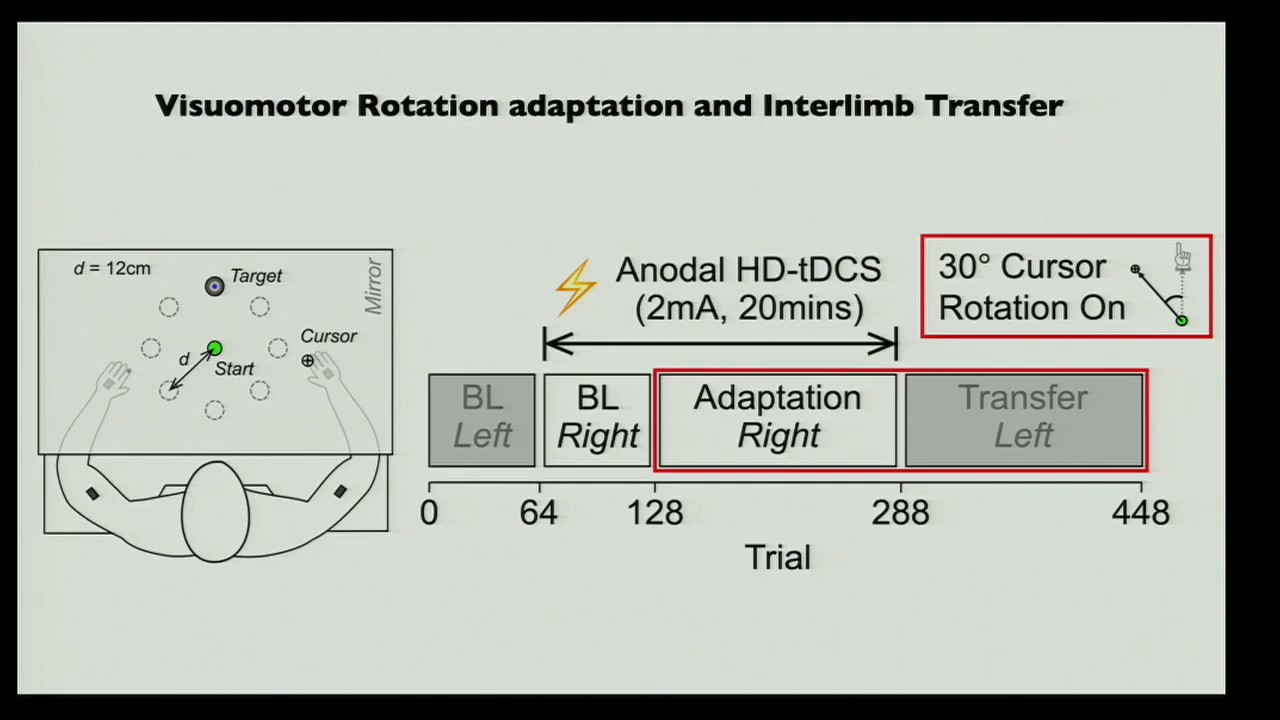 Visuomotor Rotation adaptation and Interlimb Transfer
d = 12cm
Target
Mirror
Cursor
d
Start
Anodal HD-tDCS
(2mA, 20mins)
30° Cursor
Rotation On
BL
Left
BL
Right
Adaptation
Right
Transfer
Left
0 64 128 288 448
Trial